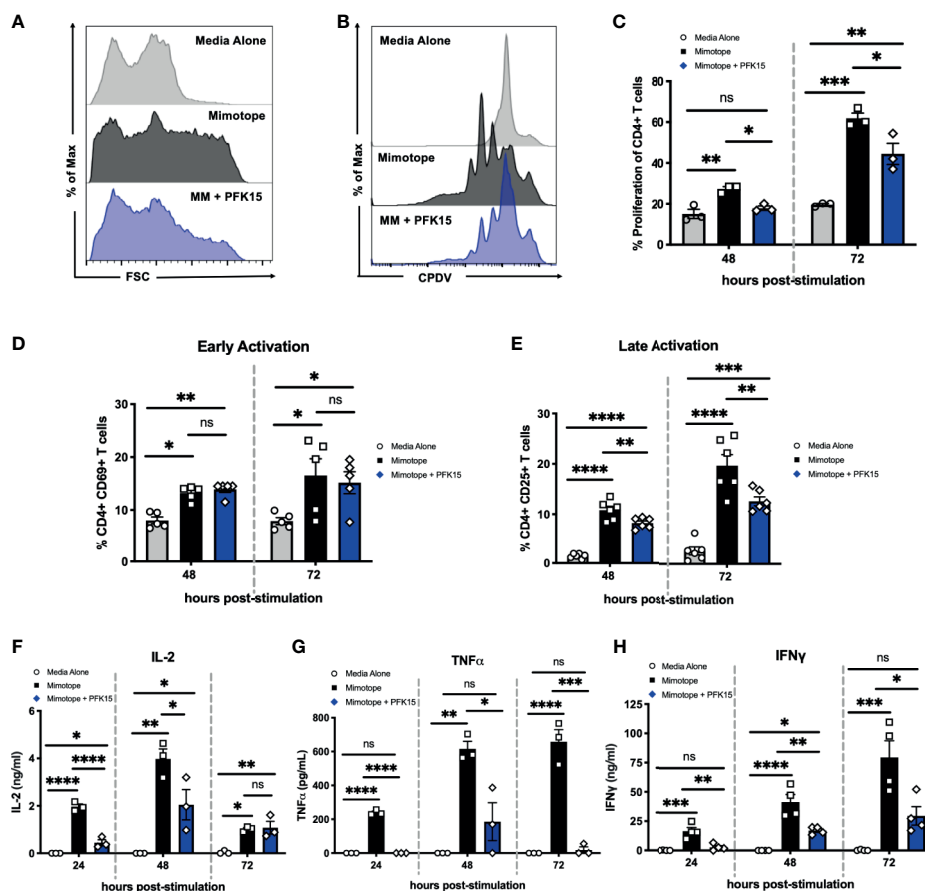 A
Media Alone
Mimotope
MM + PFK15
% of Max
FSC
B
Media Alone
Mimotope
MM + PFK15
% of Max
CPDV
C
Media Alone
Mimotope
Mimotope + PFK15
% Proliferation of CD4+ T cells
80
60
40
20
0
ns
**
*
**
***
*
48
72
hours post-stimulation
D
Early Activation
% CD4+ CD69+ T cells
30
20
10
0
**
*
ns
*
*
ns
48
72
hours post-stimulation
Media Alone
Mimotope
Mimotope + PFK15
E
Late Activation
% CD4+ CD25+ T cells
30
20
10
0
****
****
**
***
****
**
48
72
hours post-stimulation
Media Alone
Mimotope
Mimotope + PFK15
F
IL-2
Media Alone
Mimotope
Mimotope + PFK15
IL-2 (ng/ml)
6
4
2
0
*
****
****
*
**
*
**
*
ns
24
48
72
hours post-stimulation
G
TNFα
Media Alone
Mimotope
Mimotope + PFK15
TNFα (pg/mL)
800
600
400
200
0
ns
****
****
ns
**
*
ns
****
***
24
48
72
hours post-stimulation
H
IFNγ
Media Alone
Mimotope
Mimotope + PFK15
IFNγ (ng/ml)
120
100
80
60
40
20
0
ns
***
**
*
****
**
ns
***
*
24
48
72
hours post-stimulation